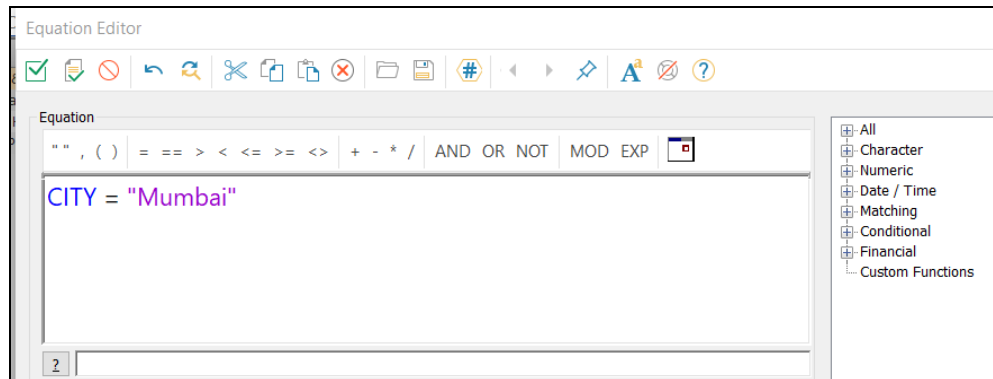 Equation Editor
#
Aª
?
Equation
" " , ( ) = == > < <= >= <> + - * / AND OR NOT MOD EXP
CITY = "Mumbai"
?
All
Character
Numeric
Date / Time
Matching
Conditional
Financial
Custom Functions